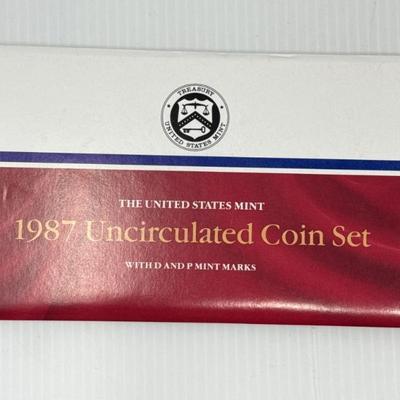 TREASURY
UNITED STATES MINT
THE UNITED STATES MINT
1987 Uncirculated Coin Set
WITH D AND P MINT MARKS